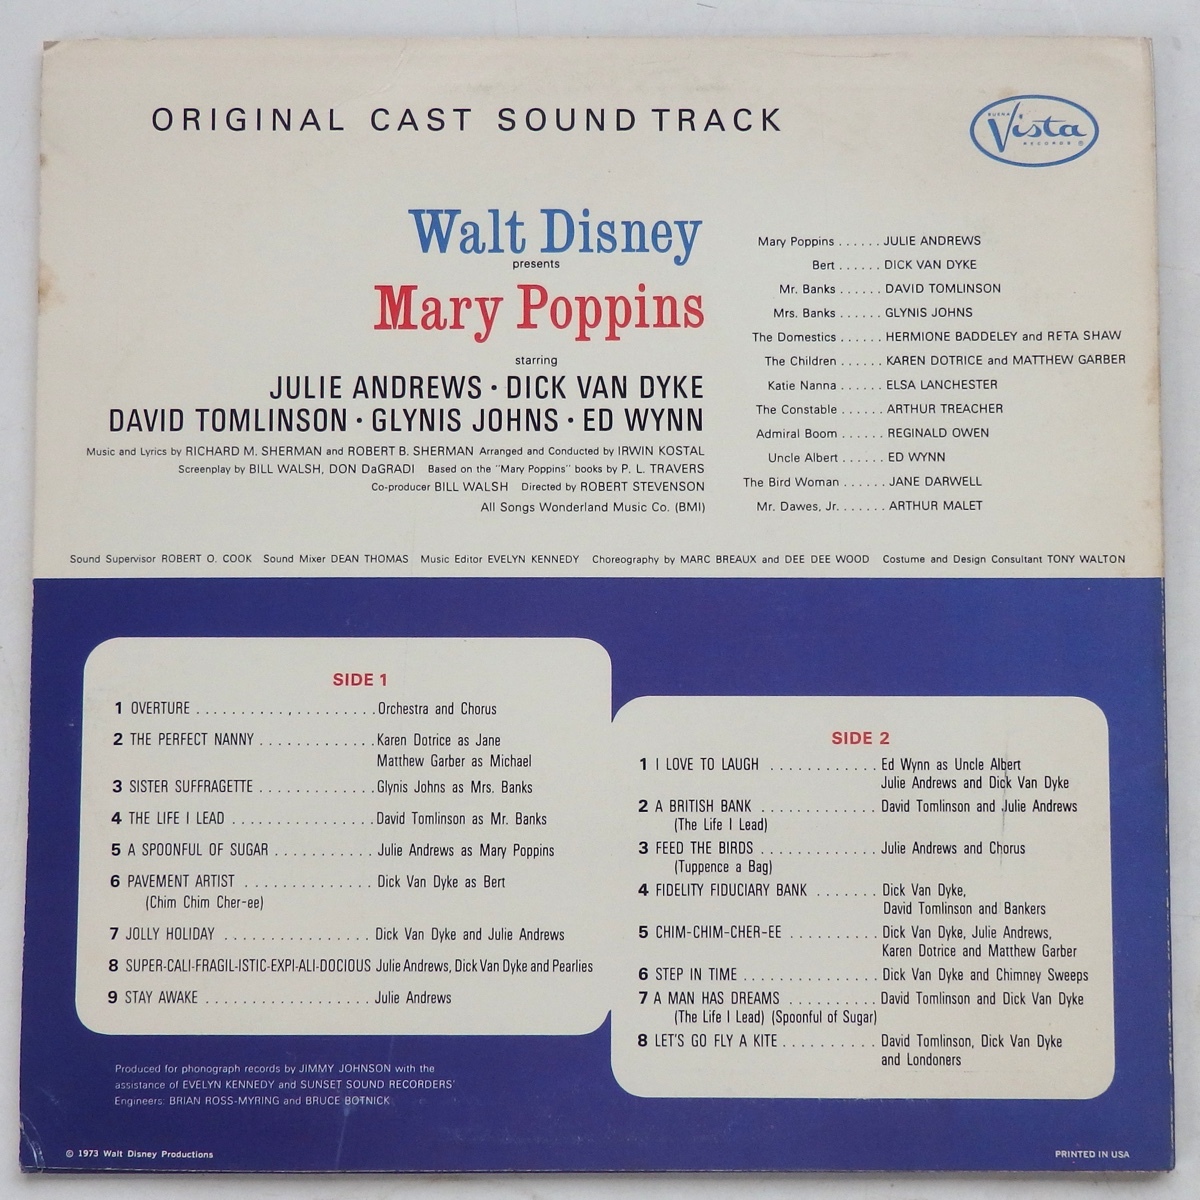 ORIGINAL CAST SOUND TRACK
BUENA
Vista
RECORDS ®
Walt Disney
presents
Mary Poppins
starring
JULIE ANDREWS • DICK VAN DYKE
DAVID TOMLINSON • GLYNIS JOHNS • ED WYNN
Music and Lyrics by RICHARD M. SHERMAN and ROBERT B. SHERMAN Arranged and Conducted by IRWIN KOSTAL
Screenplay by BILL WALSH, DON DaGRADI Based on the "Mary Poppins" books by P. L. TRAVERS
Co-producer BILL WALSH Directed by ROBERT STEVENSON
All Songs Wonderland Music Co. (BMI)
Mary Poppins . . . . . . JULIE ANDREWS
Bert . . . . . . DICK VAN DYKE
Mr. Banks . . . . . . DAVID TOMLINSON
Mrs. Banks . . . . . . GLYNIS JOHNS
The Domestics . . . . . . HERMIONE BADDELEY and RETA SHAW
The Children . . . . . . KAREN DOTRICE and MATTHEW GARBER
Katie Nanna . . . . . . ELSA LANCHESTER
The Constable . . . . . . ARTHUR TREACHER
Admiral Boom . . . . . . REGINALD OWEN
Uncle Albert . . . . . . ED WYNN
The Bird Woman . . . . . . JANE DARWELL
Mr. Dawes, Jr. . . . . . . ARTHUR MALET
Sound Supervisor ROBERT O. COOK Sound Mixer DEAN THOMAS Music Editor EVELYN KENNEDY Choreography by MARC BREAUX and DEE DEE WOOD Costume and Design Consultant TONY WALTON
SIDE 1
1 OVERTURE . . . . . . . . . . . . . . . . . . . . Orchestra and Chorus
2 THE PERFECT NANNY . . . . . . . . . . . . . Karen Dotrice as Jane
Matthew Garber as Michael
3 SISTER SUFFRAGETTE . . . . . . . . . . . . . Glynis Johns as Mrs. Banks
4 THE LIFE I LEAD . . . . . . . . . . . . . . . . David Tomlinson as Mr. Banks
5 A SPOONFUL OF SUGAR . . . . . . . . . . . Julie Andrews as Mary Poppins
6 PAVEMENT ARTIST . . . . . . . . . . . . . . Dick Van Dyke as Bert
(Chim Chim Cher-ee)
7 JOLLY HOLIDAY . . . . . . . . . . . . . . . . Dick Van Dyke and Julie Andrews
8 SUPER-CALI-FRAGIL-ISTIC-EXPI-ALI-DOCIOUS Julie Andrews, Dick Van Dyke and Pearlies
9 STAY AWAKE . . . . . . . . . . . . . . . . . . Julie Andrews
SIDE 2
1 I LOVE TO LAUGH . . . . . . . . . . . . Ed Wynn as Uncle Albert
Julie Andrews and Dick Van Dyke
2 A BRITISH BANK . . . . . . . . . . . . . David Tomlinson and Julie Andrews
(The Life I Lead)
3 FEED THE BIRDS . . . . . . . . . . . . . Julie Andrews and Chorus
(Tuppence a Bag)
4 FIDELITY FIDUCIARY BANK . . . . . . . Dick Van Dyke,
David Tomlinson and Bankers
5 CHIM-CHIM-CHER-EE . . . . . . . . . . Dick Van Dyke, Julie Andrews,
Karen Dotrice and Matthew Garber
6 STEP IN TIME . . . . . . . . . . . . . . . Dick Van Dyke and Chimney Sweeps
7 A MAN HAS DREAMS . . . . . . . . . . David Tomlinson and Dick Van Dyke
(The Life I Lead) (Spoonful of Sugar)
8 LET'S GO FLY A KITE . . . . . . . . . . . David Tomlinson, Dick Van Dyke
and Londoners
Produced for phonograph records by JIMMY JOHNSON with the
assistance of EVELYN KENNEDY and SUNSET SOUND RECORDERS'
Engineers: BRIAN ROSS-MYRING and BRUCE BOTNICK
© 1973 Walt Disney Productions
PRINTED IN USA